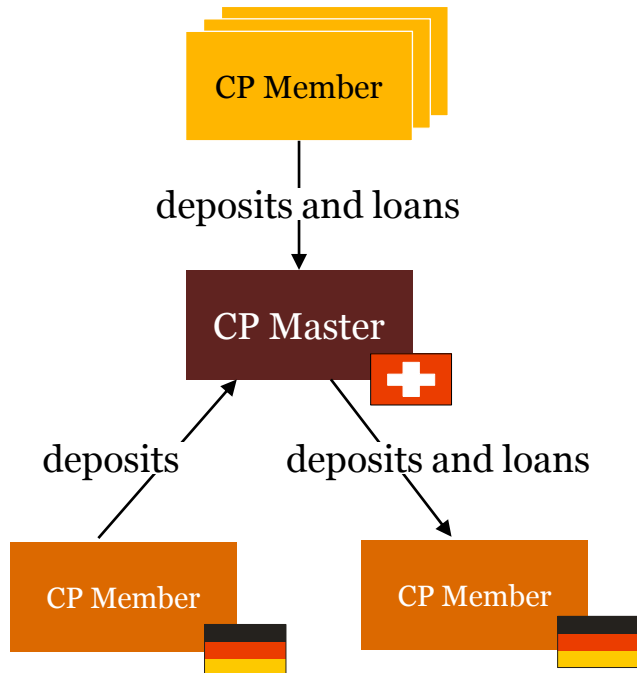 CP Member
deposits and loans
CP Master
deposits
deposits and loans
CP Member
CP Member